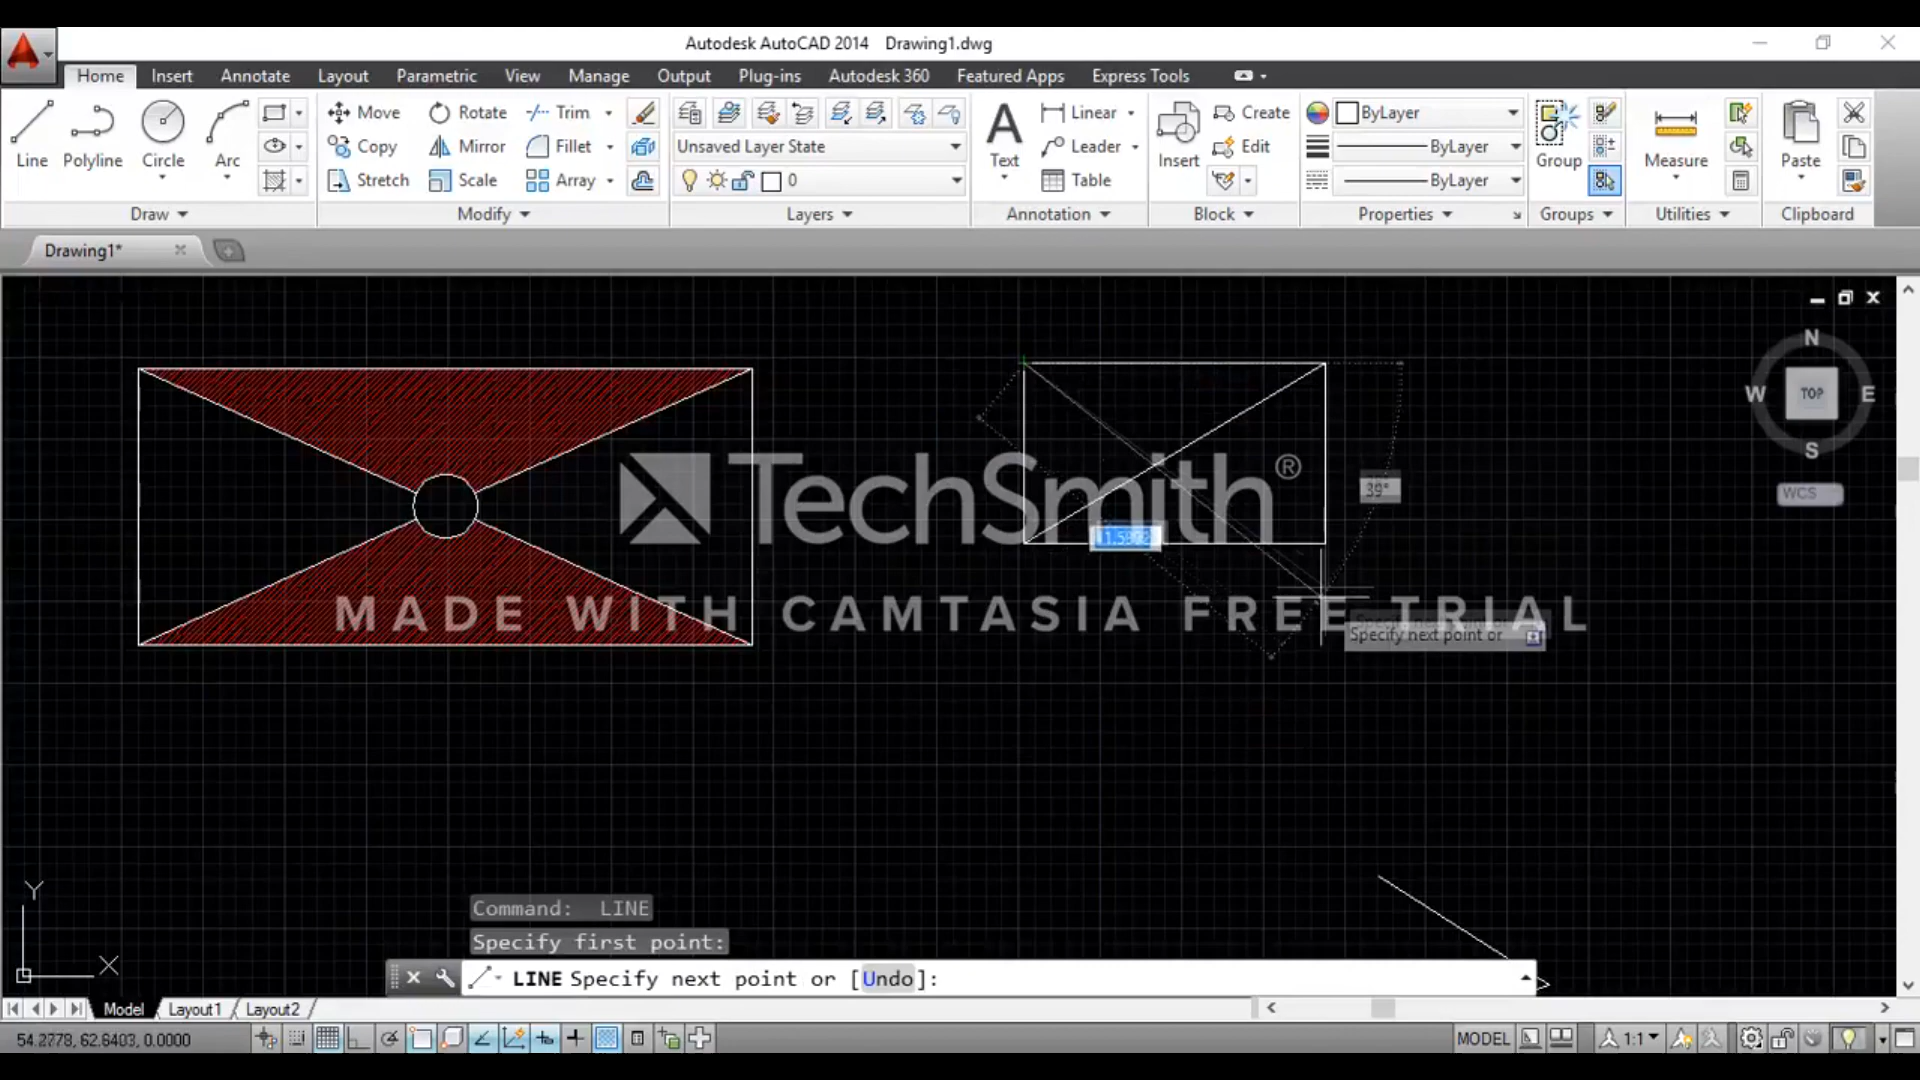 Autodesk AutoCAD 2014 Drawing1.dwg
Home Insert Annotate Layout Parametric View Manage Output Plug-ins Autodesk 360 Featured Apps Express Tools
Line Polyline Circle Arc
Move Rotate Trim
Copy Mirror Fillet
Stretch Scale Array
Unsaved Layer State
0
Text
Linear
Leader
Table
Insert
Create
Edit
ByLayer
ByLayer
ByLayer
Group
Measure
Paste
Draw Modify Layers Annotation Block Properties Groups Utilities Clipboard
Drawing1*
N
W TOP E
S
WCS
39°
TechSmith®
MADE WITH CAMTASIA FREE TRIAL
Specify next point or
Y
X
Command: LINE
Specify first point:
LINE Specify next point or [Undo]:
Model Layout1 Layout2
54.2778, 62.6403, 0.0000
MODEL 1:1